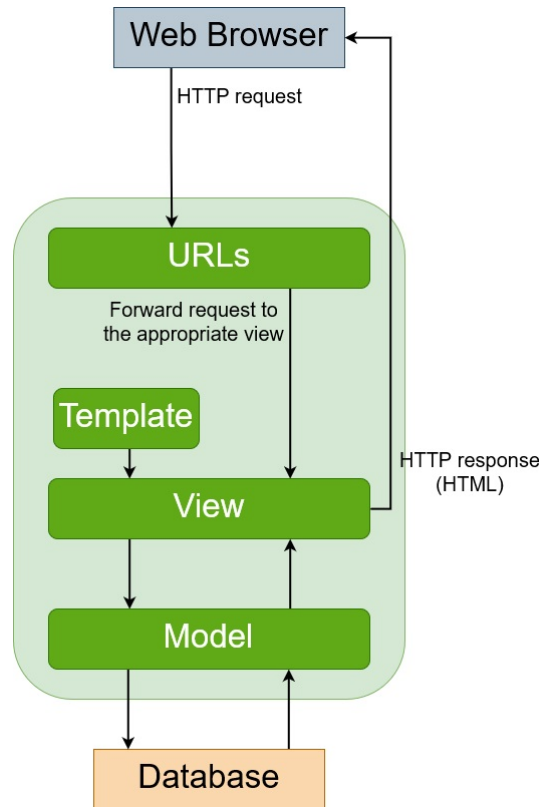 Web Browser
HTTP request
URLs
Forward request to
the appropriate view
Template
HTTP response
(HTML)
View
Model
Database